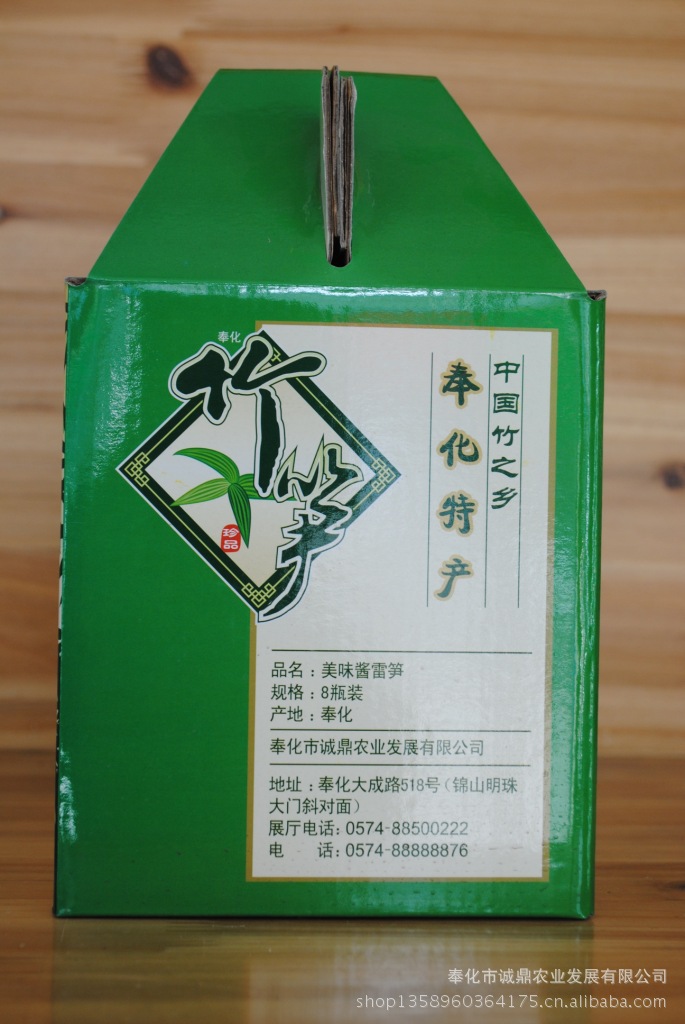 奉化
竹笋
珍品
中国竹之乡
奉化特产
品名：美味酱雷笋
规格：8瓶装
产地：奉化
奉化市诚鼎农业发展有限公司
地址：奉化大成路518号（锦山明珠
大门斜对面）
展厅电话：0574-88500222
电　　话：0574-88888876
奉化市诚鼎农业发展有限公司
shop1358960364175.cn.alibaba.com